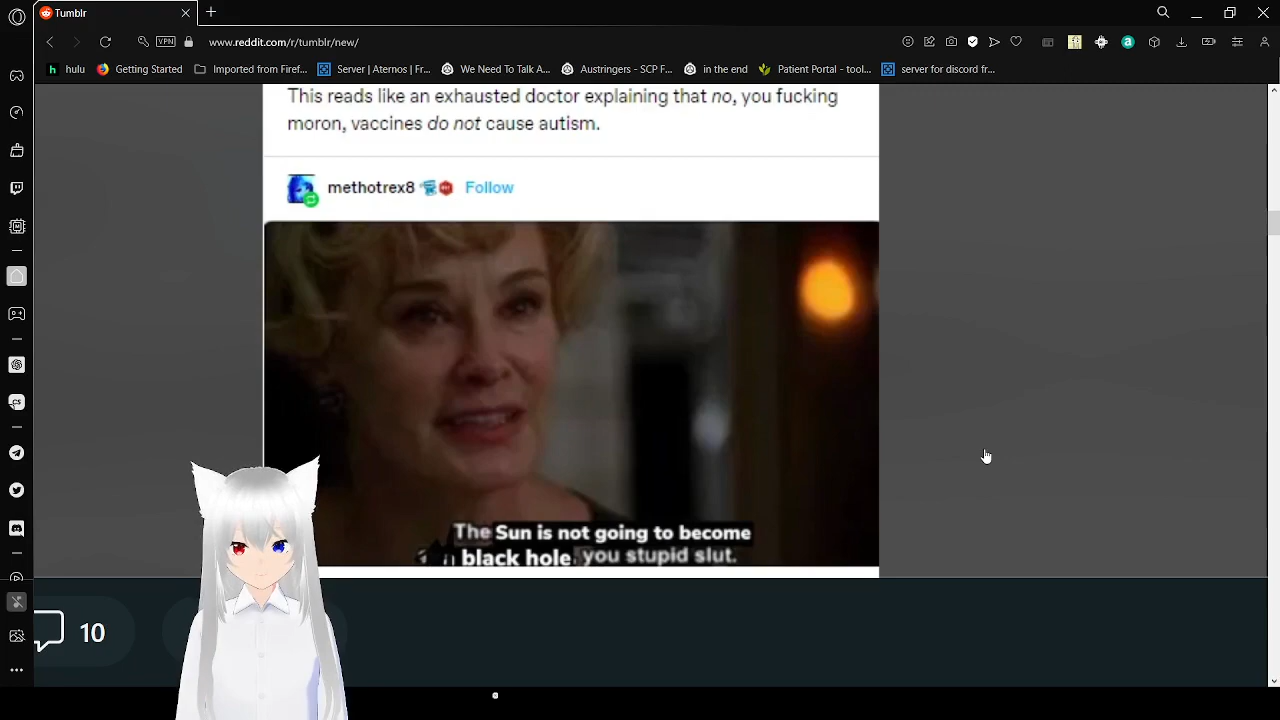 Tumblr
VPN
www.reddit.com/r/tumblr/new/
hulu
Getting Started
Imported from Firef...
Server | Aternos | Fr...
We Need To Talk A...
Austringers - SCP F...
in the end
Patient Portal - tool...
server for discord fr...
This reads like an exhausted doctor explaining that no, you fucking
moron, vaccines do not cause autism.
methotrex8 Follow
The Sun is not going to become
black hole, you stupid slut.
10